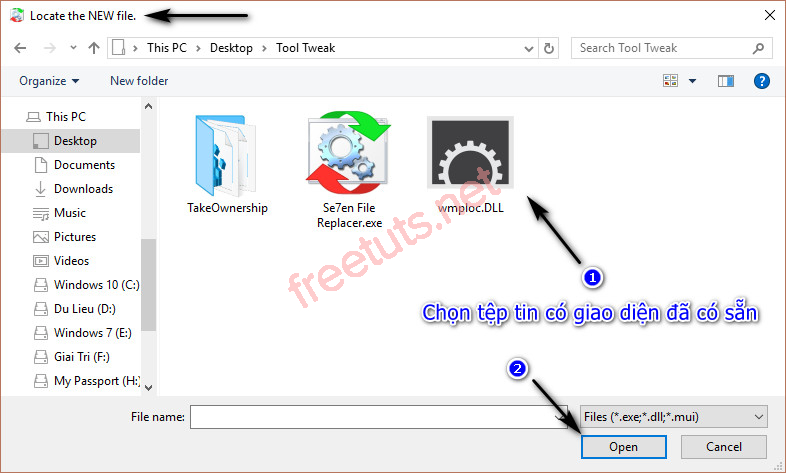 Locate the NEW file.
This PC > Desktop > Tool Tweak
Search Tool Tweak
Organize
New folder
This PC
Desktop
Documents
Downloads
Music
Pictures
Videos
Windows 10 (C:)
Du Lieu (D:)
Windows 7 (E:)
Giai Tri (F:)
My Passport (H:)
TakeOwnership
Se7en File
Replacer.exe
wmploc.DLL
freetuts.net
1
Chọn tệp tin có giao diện đã có sẵn
2
File name:
Files (*.exe;*.dll;*.mui)
Open
Cancel